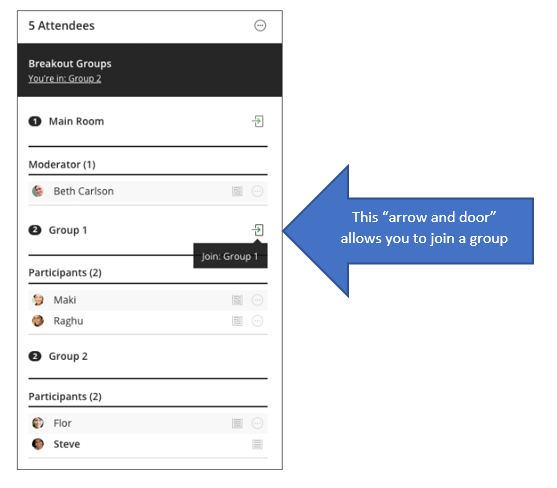 5 Attendees
Breakout Groups
You're in: Group 2
1 Main Room
Moderator (1)
Beth Carlson
2 Group 1
Join: Group 1
Participants (2)
Maki
Raghu
2 Group 2
Participants (2)
Flor
Steve
This “arrow and door”
allows you to join a group